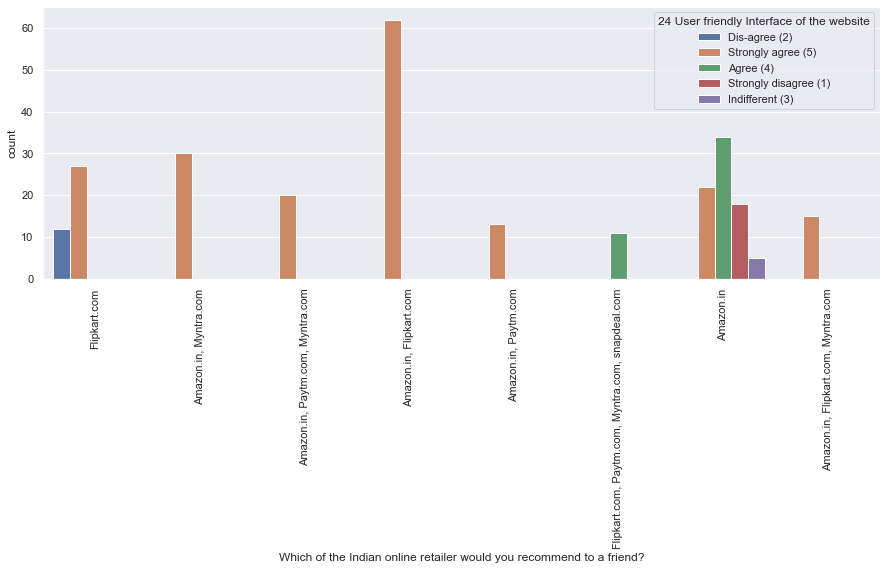 24 User friendly Interface of the website
Dis-agree (2)
Strongly agree (5)
Agree (4)
Strongly disagree (1)
Indifferent (3)
60
50
40
30
20
10
0
count
Flipkart.com
Amazon.in, Myntra.com
Amazon.in, Paytm.com, Myntra.com
Amazon.in, Flipkart.com
Amazon.in, Paytm.com
Flipkart.com, Paytm.com, Myntra.com, snapdeal.com
Amazon.in
Amazon.in, Flipkart.com, Myntra.com
Which of the Indian online retailer would you recommend to a friend?